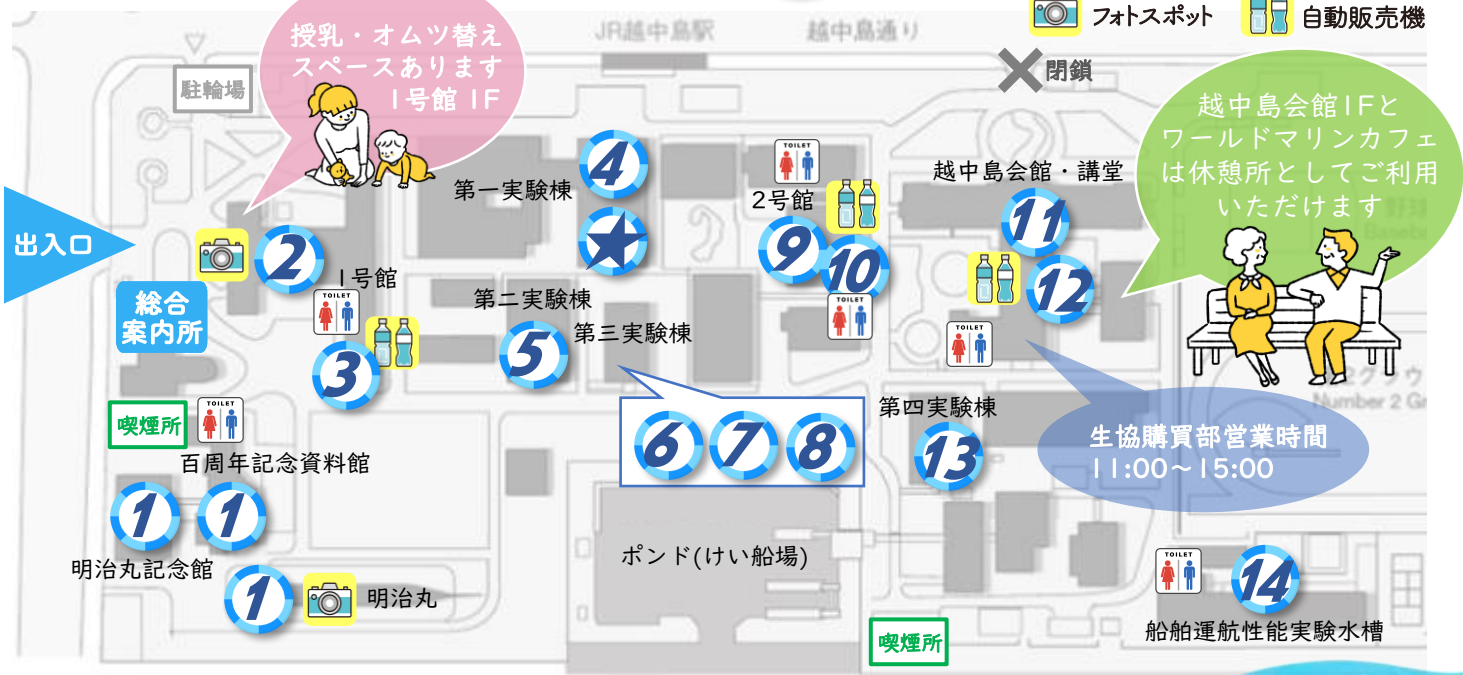 フォトスポット
自動販売機
JR越中島駅
越中島通り
閉鎖
駐輪場
授乳・オムツ替え
スペースあります
1号館 1F
越中島会館1Fと
ワールドマリンカフェ
は休憩所としてご利用
いただけます
野球
Baseba
出入口
総合
案内所
2
1号館
TOILET
3
第一実験棟
4
第二実験棟
5
第三実験棟
6
7
8
TOILET
2号館
9
10
TOILET
越中島会館・講堂
11
12
TOILET
Number 2 Gr
生協購買部営業時間
11:00~15:00
第四実験棟
13
喫煙所
TOILET
百周年記念資料館
1
1
明治丸記念館
1
明治丸
ポンド(けい船場)
喫煙所
TOILET
14
船舶運航性能実験水槽